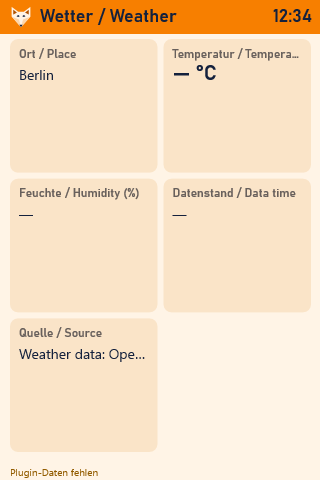 Wetter / Weather
12:34
Ort / Place
Berlin
Temperatur / Tempera...
— °C
Feuchte / Humidity (%)
—
Datenstand / Data time
—
Quelle / Source
Weather data: Ope...
Plugin-Daten fehlen